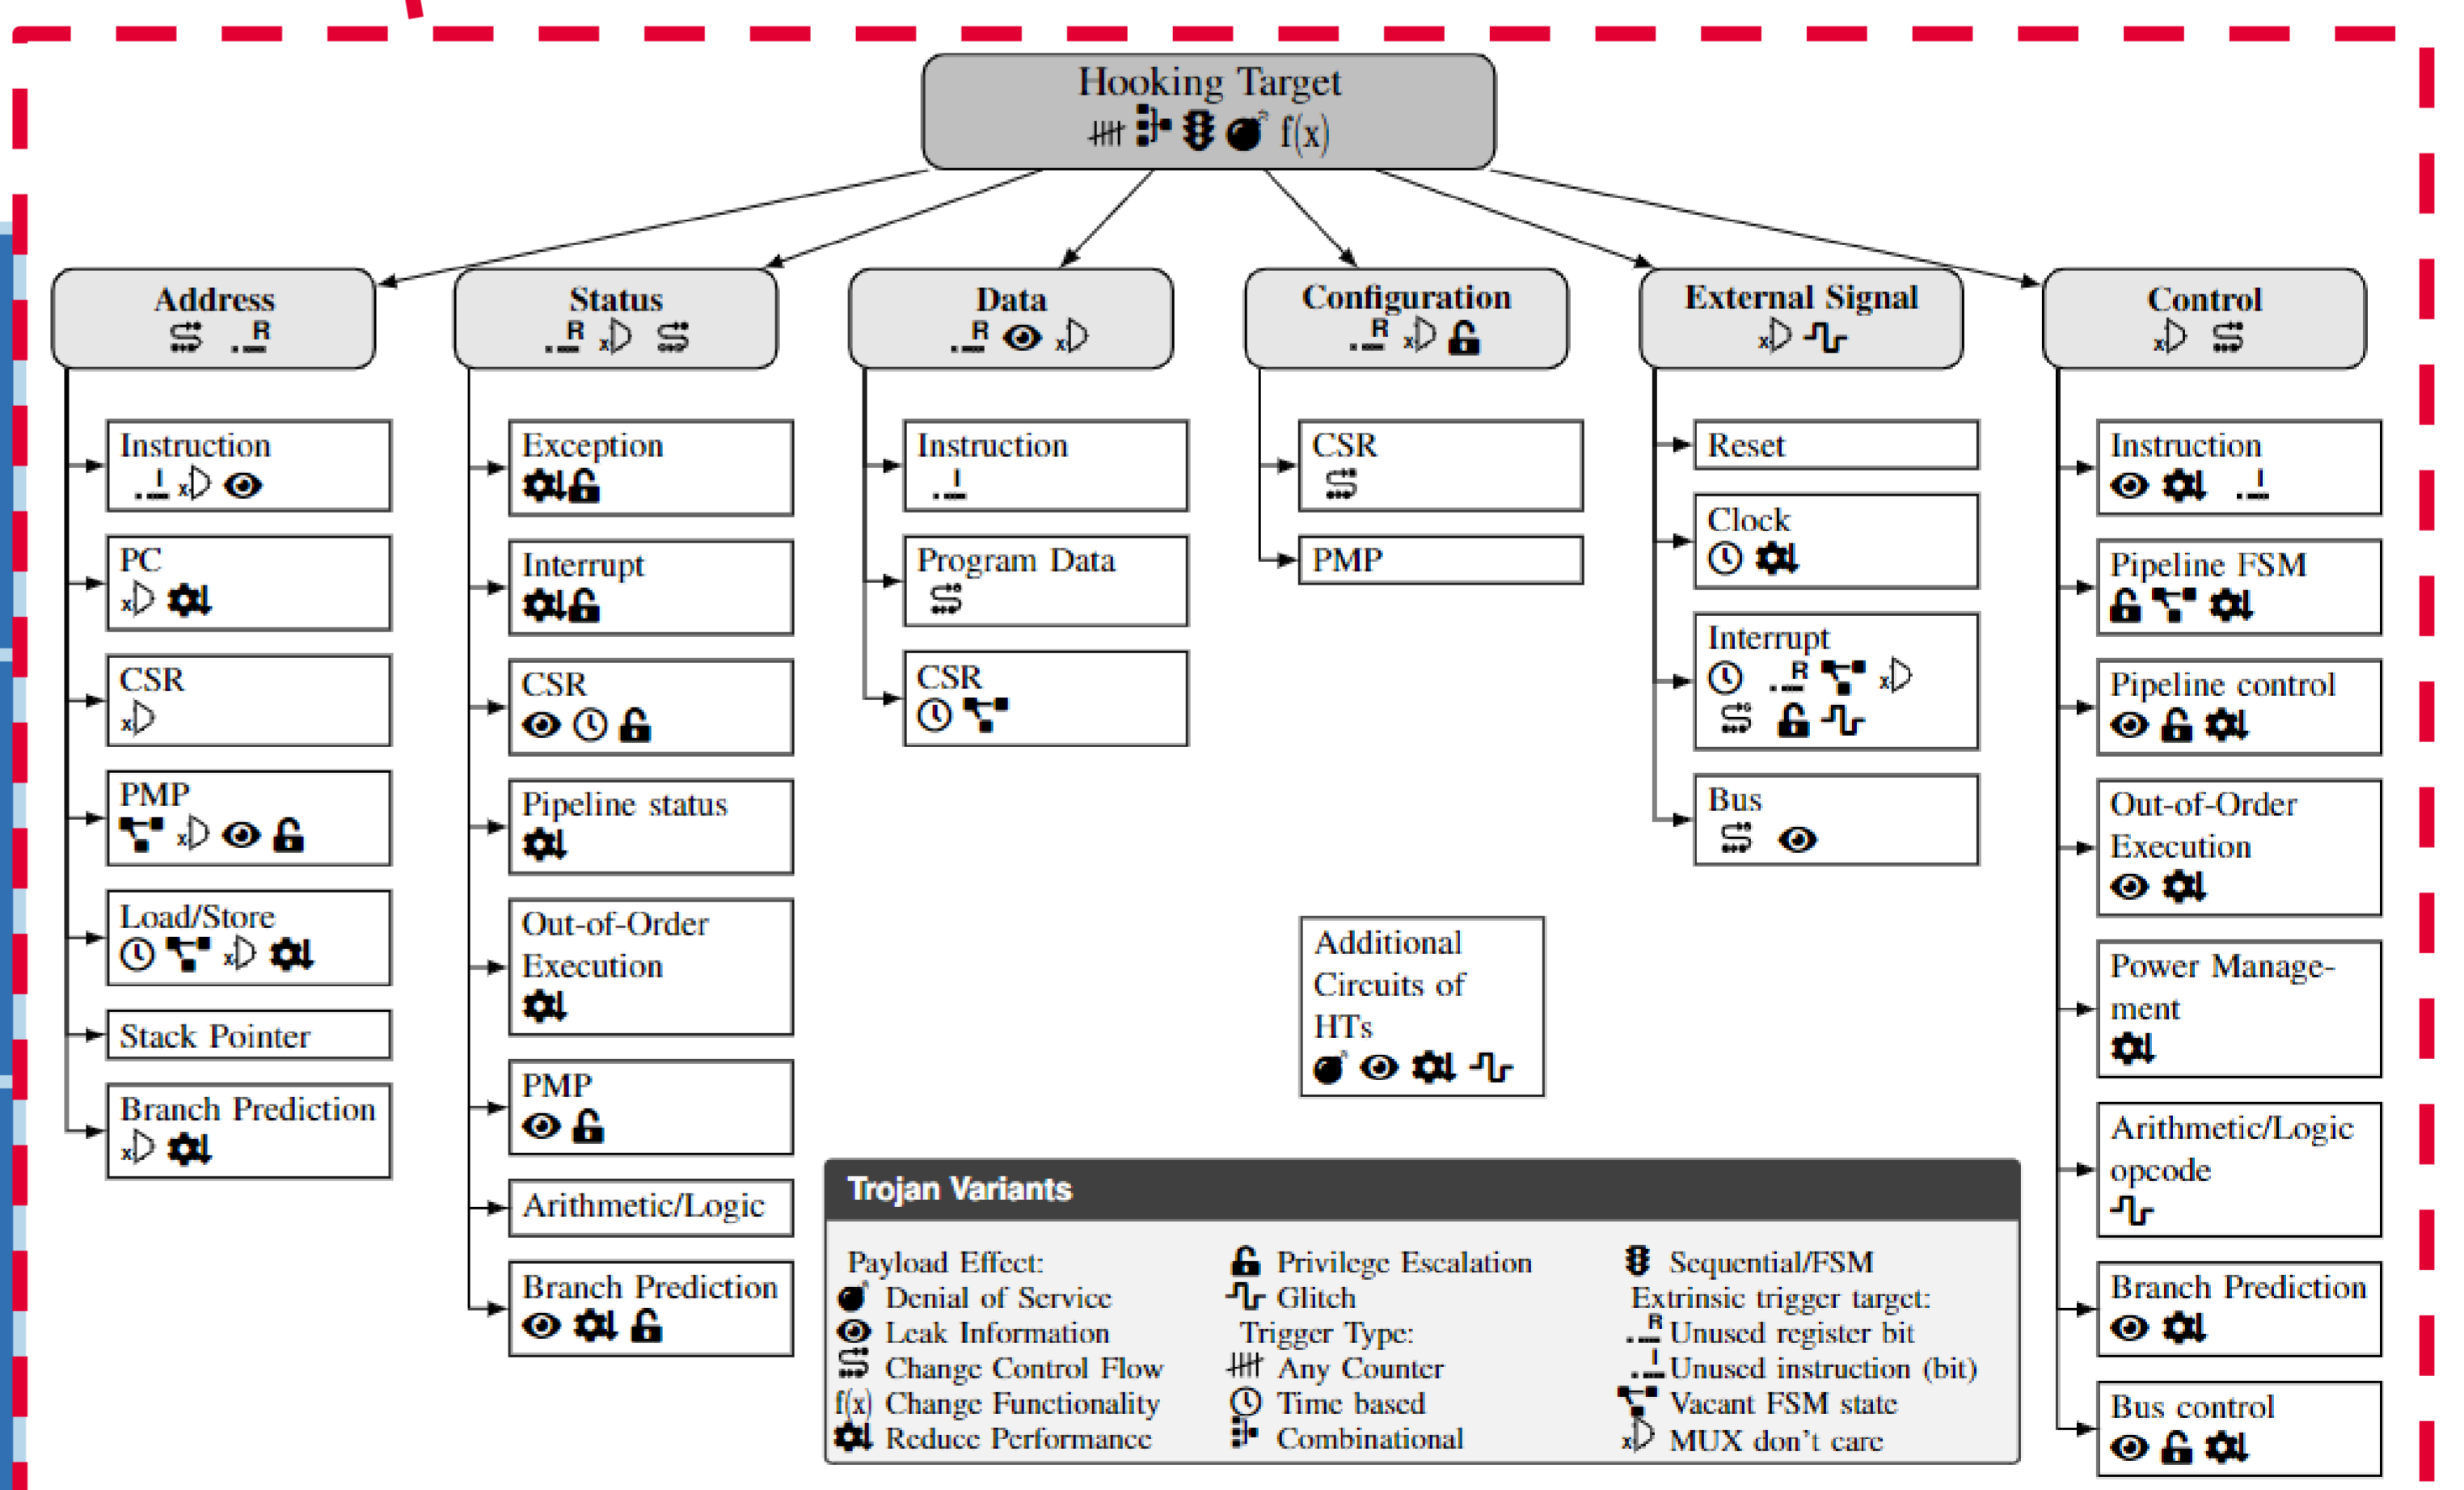 Hooking Target
f(x)
Address
R
Instruction
I x
PC
x
CSR
x
PMP
x
Load/Store
x
Stack Pointer
Branch Prediction
x
Status
R x
Exception
Interrupt
CSR
Pipeline status
Out-of-Order
Execution
PMP
Arithmetic/Logic
Branch Prediction
Data
R x
Instruction
I
Program Data
CSR
Configuration
R x
CSR
PMP
Additional
Circuits of
HTs
External Signal
x
Reset
Clock
Interrupt
R x
Bus
Control
x
Instruction
I
Pipeline FSM
Pipeline control
Out-of-Order
Execution
Power Manage-
ment
Arithmetic/Logic
opcode
Branch Prediction
Bus control
Trojan Variants
Payload Effect:
Denial of Service
Leak Information
Change Control Flow
f(x) Change Functionality
Reduce Performance
Privilege Escalation
Glitch
Trigger Type:
Any Counter
Time based
Combinational
Sequential/FSM
Extrinsic trigger target:
R Unused register bit
I Unused instruction (bit)
Vacant FSM state
x MUX don't care